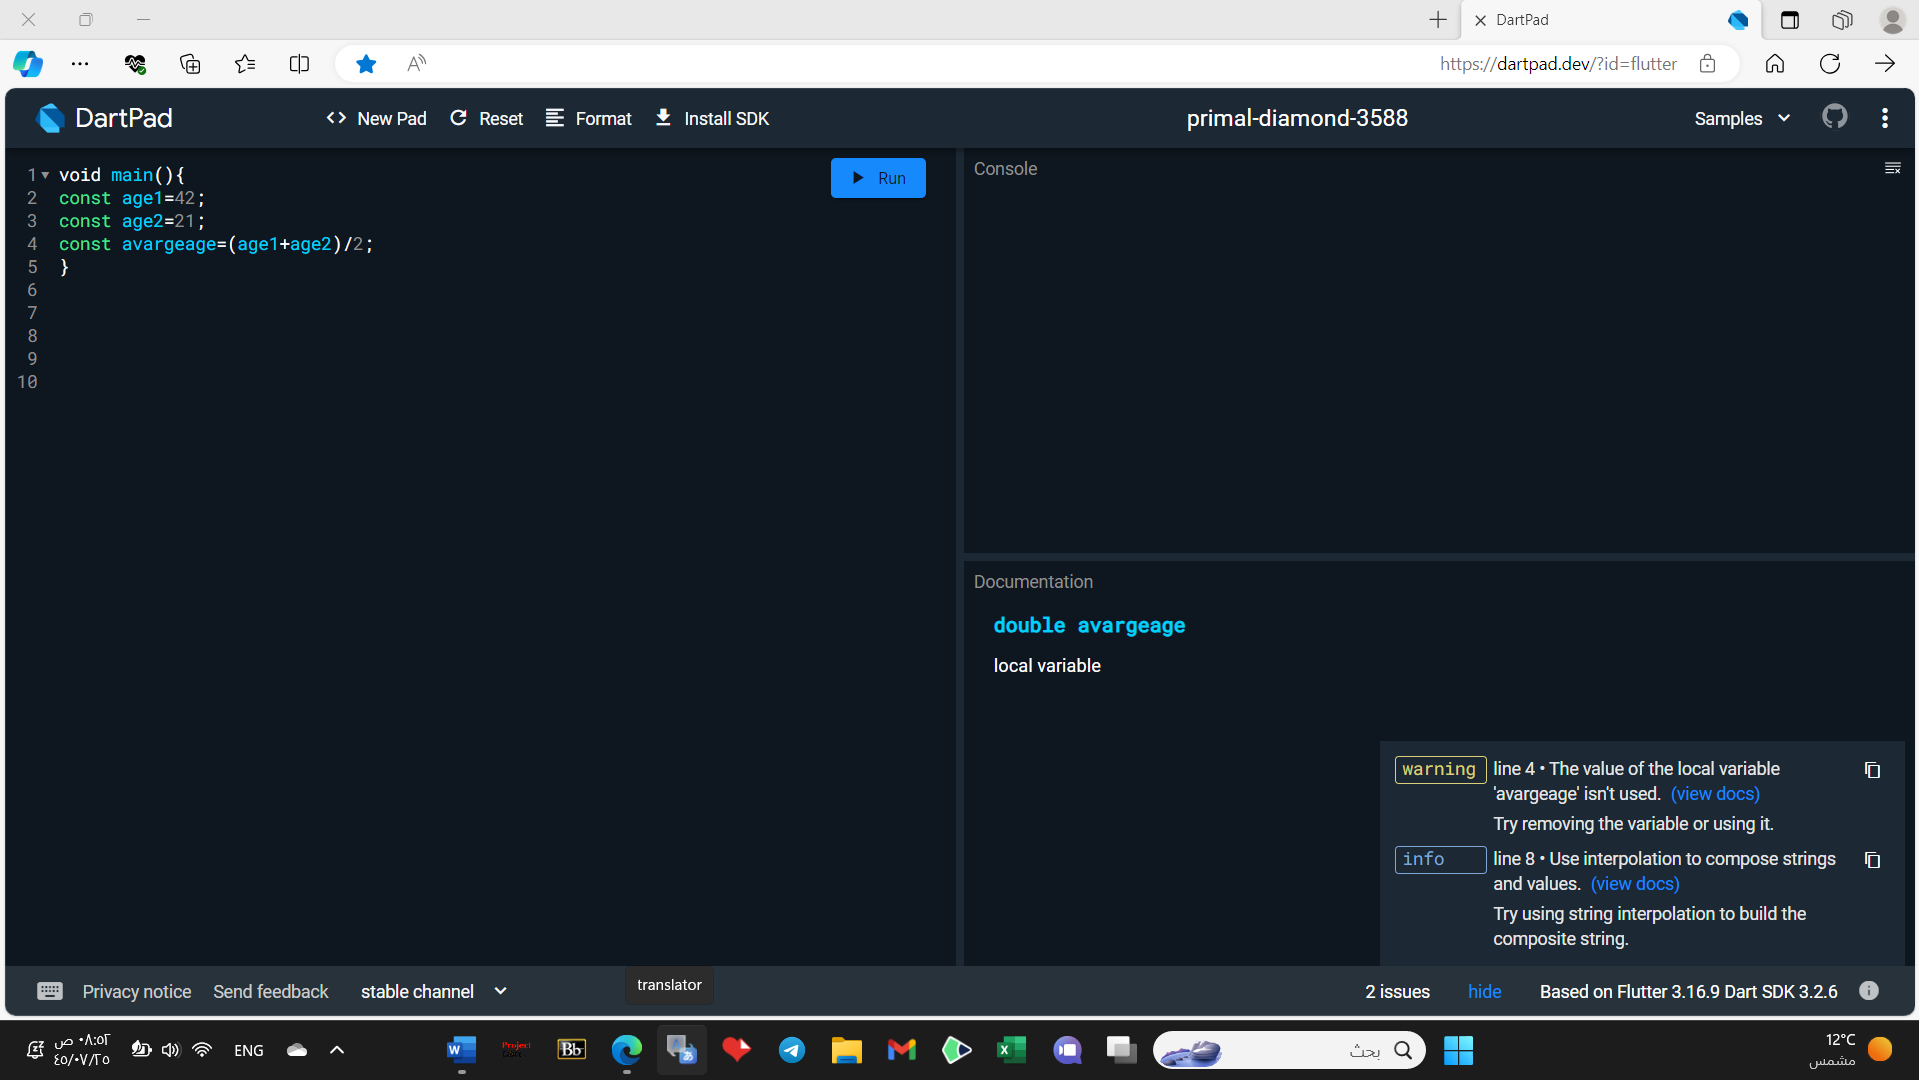 DartPad
https://dartpad.dev/?id=flutter
DartPad
New Pad
Reset
Format
Install SDK
primal-diamond-3588
Samples
1 void main(){
2 const age1=42;
3 const age2=21;
4 const avargeage=(age1+age2)/2;
5 }
6
7
8
9
10
Run
Console
Documentation
double avargeage
local variable
warning line 4 • The value of the local variable
'avargeage' isn't used. (view docs)
Try removing the variable or using it.
info line 8 • Use interpolation to compose strings
and values. (view docs)
Try using string interpolation to build the
composite string.
Privacy notice
Send feedback
stable channel
translator
2 issues
hide
Based on Flutter 3.16.9 Dart SDK 3.2.6
٠٨:٥٢ ص
٤٥/٠٧/٢٥
ENG
Bb
بحث
12°C
مشمس